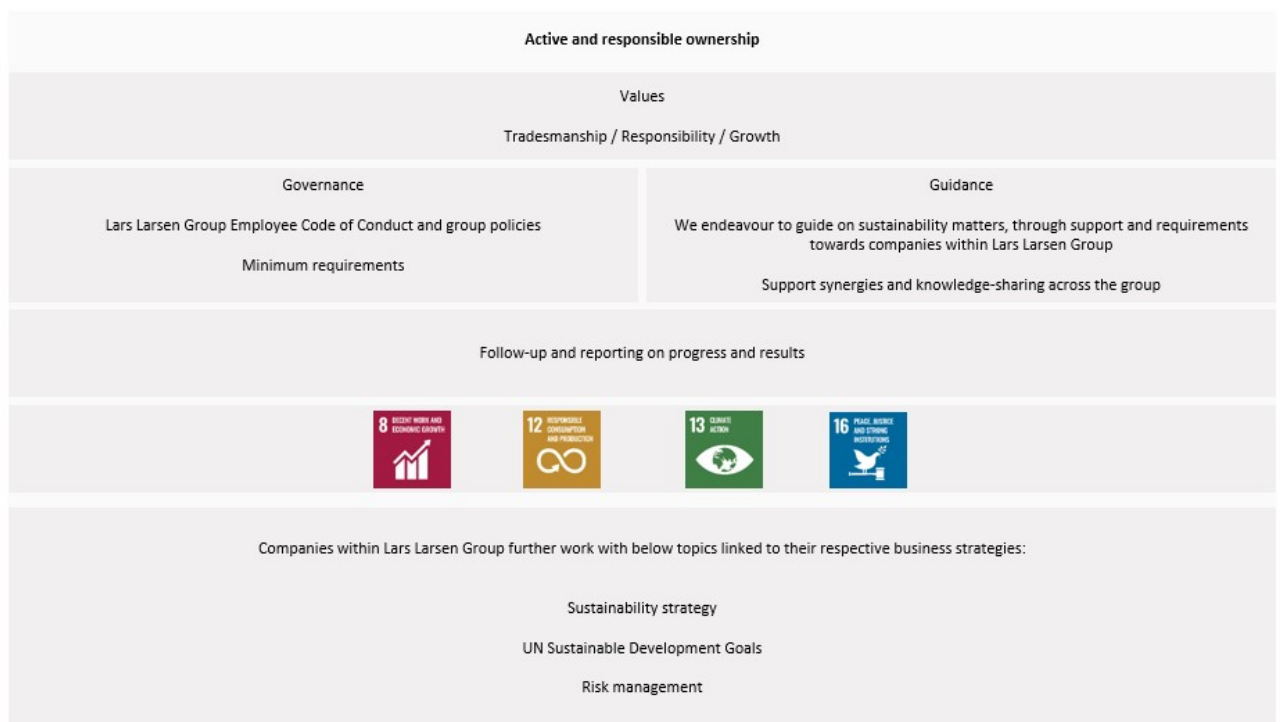 Active and responsible ownership
Values
Tradesmanship / Responsibility / Growth
Governance
Lars Larsen Group Employee Code of Conduct and group policies
Minimum requirements
Guidance
We endeavour to guide on sustainability matters, through support and requirements
towards companies within Lars Larsen Group
Support synergies and knowledge-sharing across the group
Follow-up and reporting on progress and results
8 DECENT WORK AND
ECONOMIC GROWTH
12 RESPONSIBLE
CONSUMPTION
AND PRODUCTION
13 CLIMATE
ACTION
16 PEACE, JUSTICE
AND STRONG
INSTITUTIONS
Companies within Lars Larsen Group further work with below topics linked to their respective business strategies:
Sustainability strategy
UN Sustainable Development Goals
Risk management